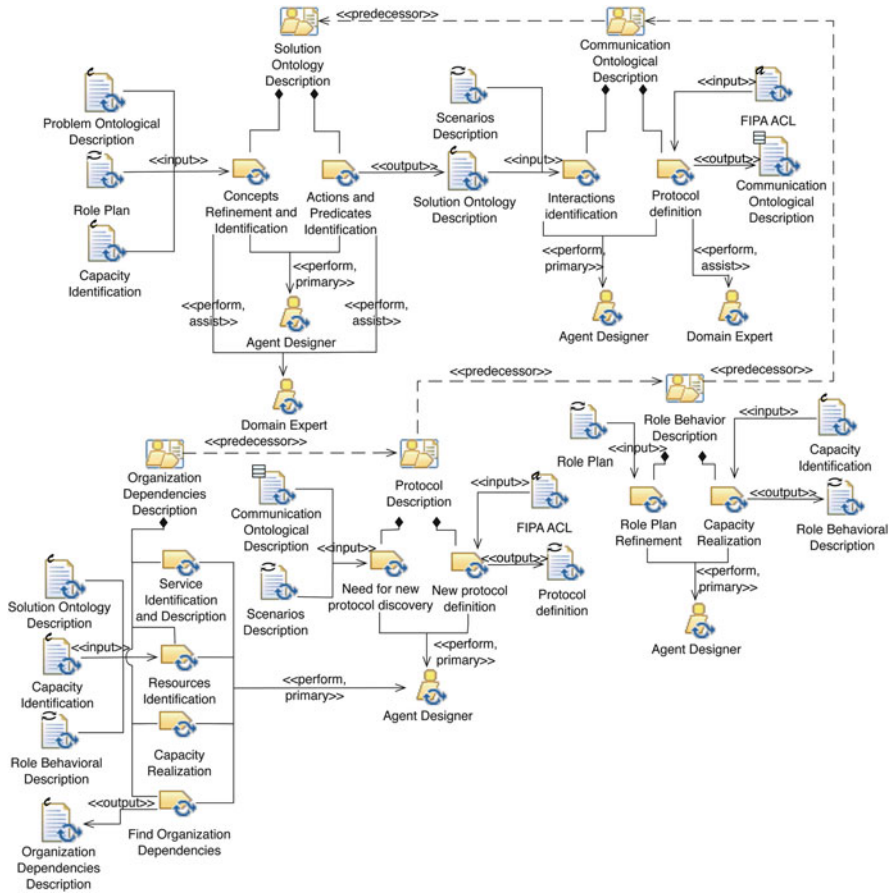 <<predecessor>>
Solution
Ontology
Description
Communication
Ontological
Description
Problem Ontological
Description
<<input>>
Role Plan
Capacity
Identification
Concepts
Refinement and
Identification
Actions and
Predicates
Identification
<<output>>
Scenarios
Description
Solution Ontology
Description
<<input>>
Interactions
identification
Protocol
definition
<<input>>
FIPA ACL
<<output>>
Communication
Ontological
Description
<<perform,
primary>>
<<perform,
assist>>
<<perform,
assist>>
Agent Designer
Domain Expert
<<perform,
primary>>
<<perform,
assist>>
Agent Designer
Domain Expert
<<predecessor>>
<<predecessor>>
<<predecessor>>
Organization
Dependencies
Description
Protocol
Description
Role Behavior
Description
Role Plan
<<input>>
<<input>>
Capacity
Identification
Role Plan
Refinement
Capacity
Realization
<<output>>
Role Behavioral
Description
<<perform,
primary>>
Agent Designer
Communication
Ontological
Description
<<input>>
Scenarios
Description
Need for new
protocol discovery
New protocol
definition
<<input>>
FIPA ACL
<<output>>
Protocol
definition
<<perform,
primary>>
Agent Designer
Solution Ontology
Description
Service
Identification
and Description
<<input>>
Capacity
Identification
Resources
Identification
<<perform,
primary>>
Role Behavioral
Description
Capacity
Realization
<<output>>
Find Organization
Dependencies
Organization
Dependencies
Description